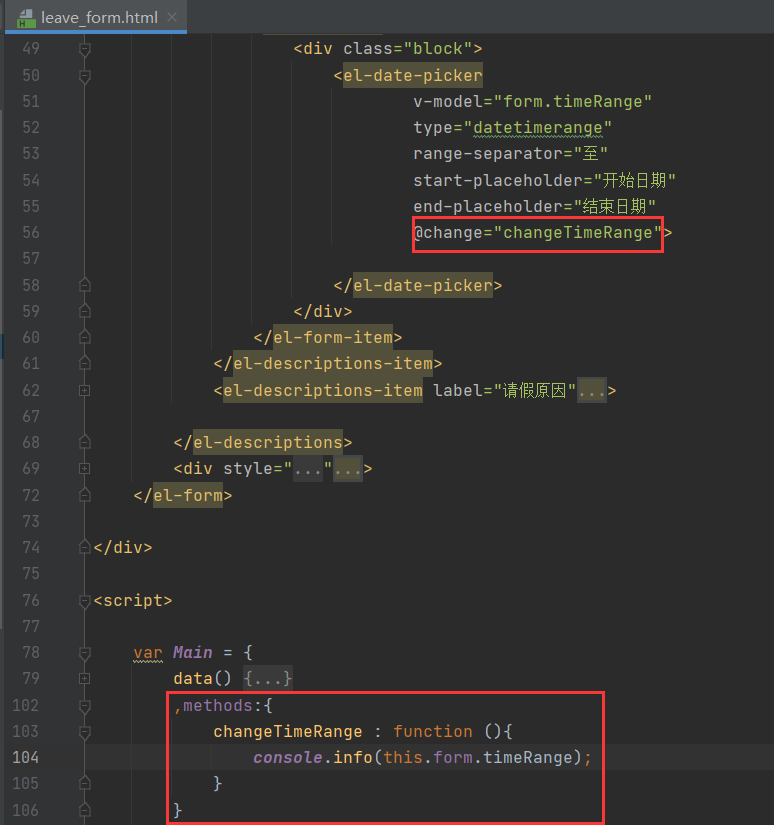 leave_form.html
49 <div class="block">
50 <el-date-picker
51 v-model="form.timeRange"
52 type="datetimerange"
53 range-separator="至"
54 start-placeholder="开始日期"
55 end-placeholder="结束日期"
56 @change="changeTimeRange">
57
58 </el-date-picker>
59 </div>
60 </el-form-item>
61 </el-descriptions-item>
62 <el-descriptions-item label="请假原因"...>
67
68 </el-descriptions>
69 <div style="..."...>
72 </el-form>
73
74 </div>
75
76 <script>
77
78 var Main = {
79 data() {...}
102 ,methods:{
103 changeTimeRange : function (){
104 console.info(this.form.timeRange);
105 }
106 }